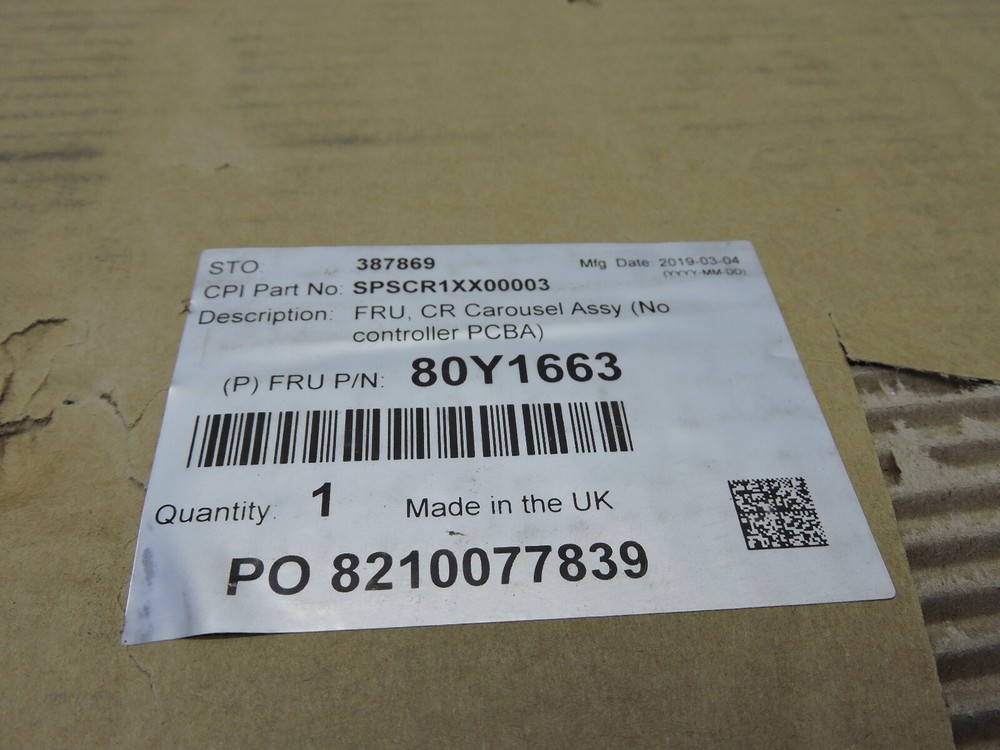 STO: 387869 Mfg Date: 2019-03-04
(YYYY-MM-DD)
CPI Part No: SPSCR1XX00003
Description: FRU, CR Carousel Assy (No
controller PCBA)
(P) FRU P/N: 80Y1663
Quantity: 1 Made in the UK
PO 8210077839